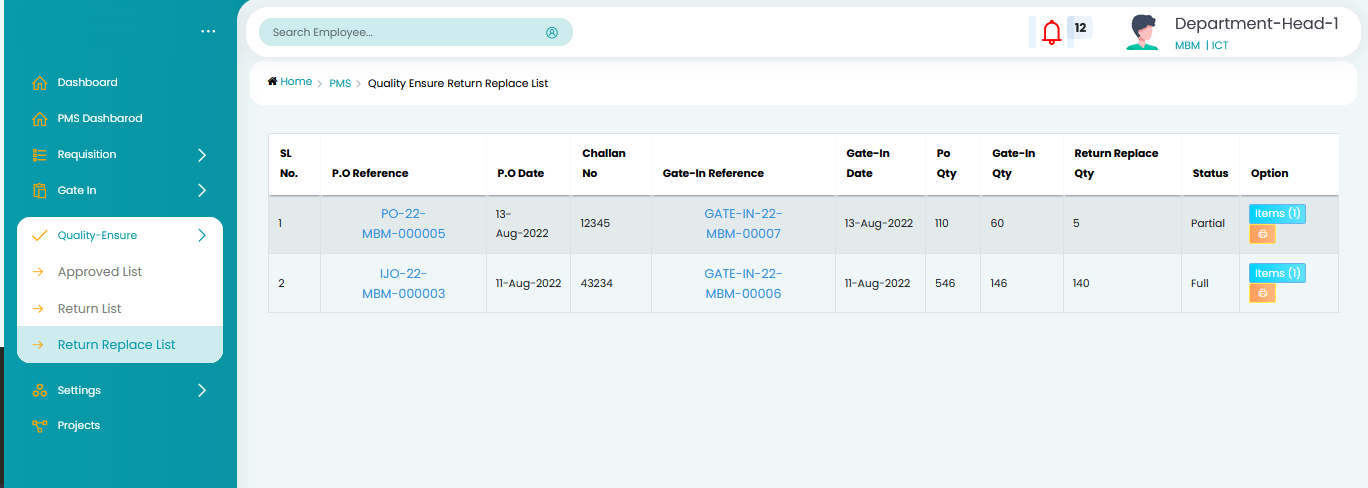 ...
Dashboard
PMS Dashbarod
Requisition
Gate In
Quality-Ensure
Approved List
Return List
Return Replace List
Settings
Projects
Search Employee...
12
Department-Head-1
MBM | ICT
Home > PMS > Quality Ensure Return Replace List
SL
No.
P.O Reference
P.O Date
Challan
No
Gate-In Reference
Gate-In
Date
Po
Qty
Gate-In
Qty
Return Replace
Qty
Status
Option
1
PO-22-
MBM-000005
13-
Aug-2022
12345
GATE-IN-22-
MBM-00007
13-Aug-2022
110
60
5
Partial
Items (1)
2
IJO-22-
MBM-000003
11-Aug-2022
43234
GATE-IN-22-
MBM-00006
11-Aug-2022
546
146
140
Full
Items (1)